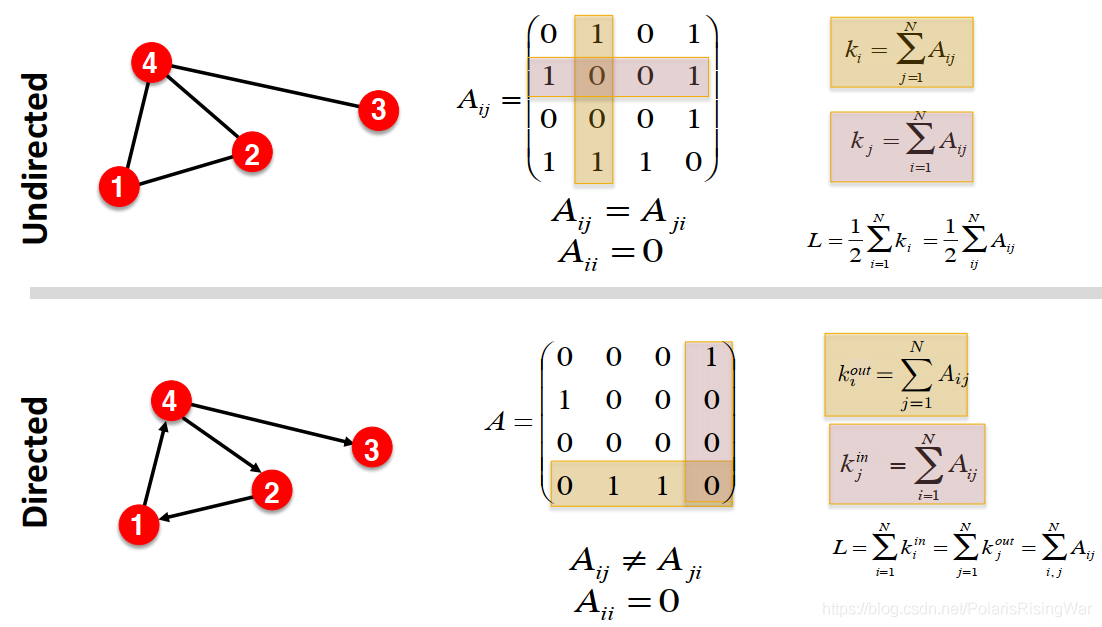 Undirected
4
3
2
1
A_{ij} = \begin{pmatrix} 0 & 1 & 0 & 1 \\ 1 & 0 & 0 & 1 \\ 0 & 0 & 0 & 1 \\ 1 & 1 & 1 & 0 \end{pmatrix}
A_{ij} = A_{ji}
A_{ii} = 0
k_i = \sum_{j=1}^{N} A_{ij}
k_j = \sum_{i=1}^{N} A_{ij}
L = \frac{1}{2} \sum_{i=1}^{N} k_i = \frac{1}{2} \sum_{ij}^{N} A_{ij}
Directed
4
3
2
1
A = \begin{pmatrix} 0 & 0 & 0 & 1 \\ 1 & 0 & 0 & 0 \\ 0 & 0 & 0 & 0 \\ 0 & 1 & 1 & 0 \end{pmatrix}
A_{ij} \neq A_{ji}
A_{ii} = 0
k_i^{out} = \sum_{j=1}^{N} A_{ij}
k_j^{in} = \sum_{i=1}^{N} A_{ij}
L = \sum_{i=1}^{N} k_i^{in} = \sum_{j=1}^{N} k_j^{out} = \sum_{i,j}^{N} A_{ij}
https://blog.csdn.net/PolarisRisingWar